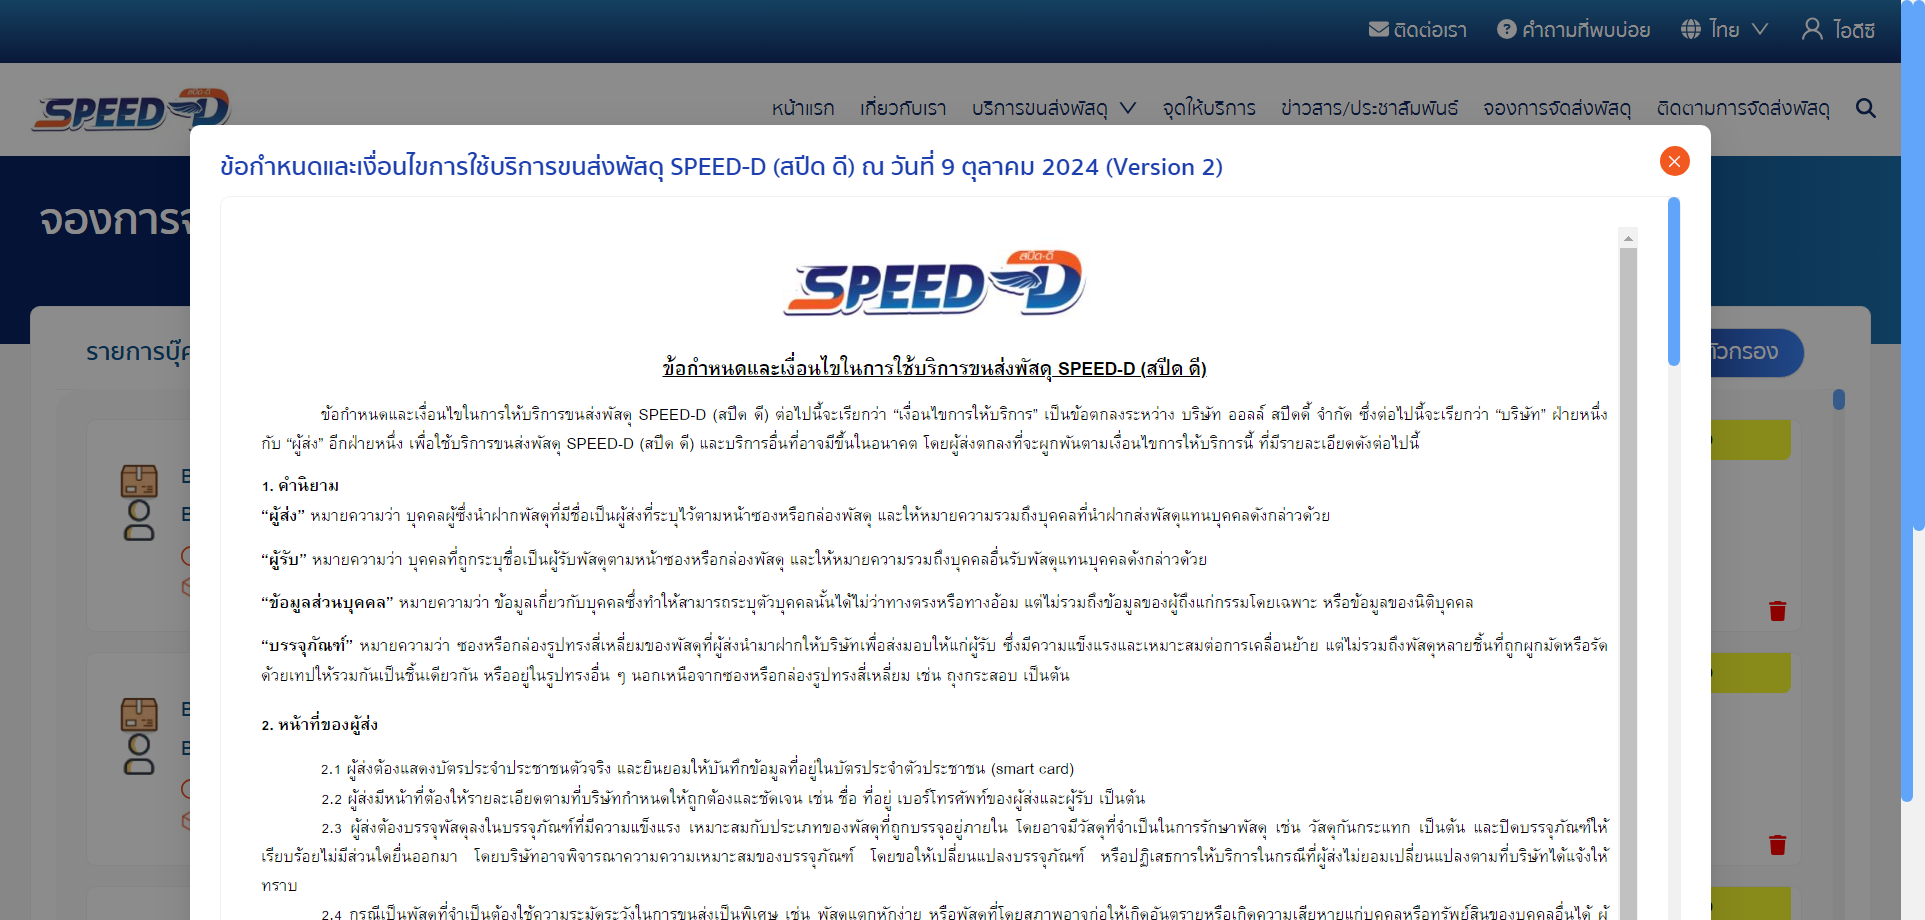 ติดต่อเรา คำถามที่พบบ่อย ไทย ไอดีซี
สปีด-ดี
SPEED-D
หน้าแรก เกี่ยวกับเรา บริการขนส่งพัสดุ จุดให้บริการ ข่าวสาร/ประชาสัมพันธ์ จองการจัดส่งพัสดุ ติดตามการจัดส่งพัสดุ
ข้อกำหนดและเงื่อนไขการใช้บริการขนส่งพัสดุ SPEED-D (สปีด ดี) ณ วันที่ 9 ตุลาคม 2024 (Version 2)
จองการจ
รายการบุ๊ค
ตัวกรอง
สปีด-ดี
SPEED-D
ข้อกำหนดและเงื่อนไขในการใช้บริการขนส่งพัสดุ SPEED-D (สปีด ดี)
ข้อกำหนดและเงื่อนไขในการให้บริการขนส่งพัสดุ SPEED-D (สปีด ดี) ต่อไปนี้จะเรียกว่า “เงื่อนไขการให้บริการ” เป็นข้อตกลงระหว่าง บริษัท ออลล์ สปีดดี้ จำกัด ซึ่งต่อไปนี้จะเรียกว่า “บริษัท” ฝ่ายหนึ่ง
กับ “ผู้ส่ง” อีกฝ่ายหนึ่ง เพื่อใช้บริการขนส่งพัสดุ SPEED-D (สปีด ดี) และบริการอื่นที่อาจมีขึ้นในอนาคต โดยผู้ส่งตกลงที่จะผูกพันตามเงื่อนไขการให้บริการนี้ ที่มีรายละเอียดดังต่อไปนี้
1. คำนิยาม
“ผู้ส่ง” หมายความว่า บุคคลผู้ซึ่งนำฝากพัสดุที่มีชื่อเป็นผู้ส่งที่ระบุไว้ตามหน้าซองหรือกล่องพัสดุ และให้หมายความรวมถึงบุคคลที่นำฝากส่งพัสดุแทนบุคคลดังกล่าวด้วย
“ผู้รับ” หมายความว่า บุคคลที่ถูกระบุชื่อเป็นผู้รับพัสดุตามหน้าซองหรือกล่องพัสดุ และให้หมายความรวมถึงบุคคลอื่นรับพัสดุแทนบุคคลดังกล่าวด้วย
“ข้อมูลส่วนบุคคล” หมายความว่า ข้อมูลเกี่ยวกับบุคคลซึ่งทำให้สามารถระบุตัวบุคคลนั้นได้ไม่ว่าทางตรงหรือทางอ้อม แต่ไม่รวมถึงข้อมูลของผู้ถึงแก่กรรมโดยเฉพาะ หรือข้อมูลของนิติบุคคล
“บรรจุภัณฑ์” หมายความว่า ซองหรือกล่องรูปทรงสี่เหลี่ยมของพัสดุที่ผู้ส่งนำมาฝากให้บริษัทเพื่อส่งมอบให้แก่ผู้รับ ซึ่งมีความแข็งแรงและเหมาะสมต่อการเคลื่อนย้าย แต่ไม่รวมถึงพัสดุหลายชิ้นที่ถูกผูกมัดหรือรัด
ด้วยเทปให้รวมกันเป็นชิ้นเดียวกัน หรืออยู่ในรูปทรงอื่น ๆ นอกเหนือจากซองหรือกล่องรูปทรงสี่เหลี่ยม เช่น ถุงกระสอบ เป็นต้น
2. หน้าที่ของผู้ส่ง
2.1 ผู้ส่งต้องแสดงบัตรประจำประชาชนตัวจริง และยินยอมให้บันทึกข้อมูลที่อยู่ในบัตรประจำตัวประชาชน (smart card)
2.2 ผู้ส่งมีหน้าที่ต้องให้รายละเอียดตามที่บริษัทกำหนดให้ถูกต้องและชัดเจน เช่น ชื่อ ที่อยู่ เบอร์โทรศัพท์ของผู้ส่งและผู้รับ เป็นต้น
2.3 ผู้ส่งต้องบรรจุพัสดุลงในบรรจุภัณฑ์ที่มีความแข็งแรง เหมาะสมกับประเภทของพัสดุที่ถูกบรรจุอยู่ภายใน โดยอาจมีวัสดุที่จำเป็นในการรักษาพัสดุ เช่น วัสดุกันกระแทก เป็นต้น และปิดบรรจุภัณฑ์ให้
เรียบร้อยไม่มีส่วนใดยื่นออกมา โดยบริษัทอาจพิจารณาความความเหมาะสมของบรรจุภัณฑ์ โดยขอให้เปลี่ยนแปลงบรรจุภัณฑ์ หรือปฏิเสธการให้บริการในกรณีที่ผู้ส่งไม่ยอมเปลี่ยนแปลงตามที่บริษัทได้แจ้งให้
ทราบ
2.4 กรณีเป็นพัสดุที่จำเป็นต้องใช้ความระมัดระวังในการขนส่งเป็นพิเศษ เช่น พัสดุแตกหักง่าย หรือพัสดุที่โดยสภาพอาจก่อให้เกิดอันตรายหรือเกิดความเสียหายแก่บุคคลหรือทรัพย์สินของบุคคลอื่นได้ ผู้